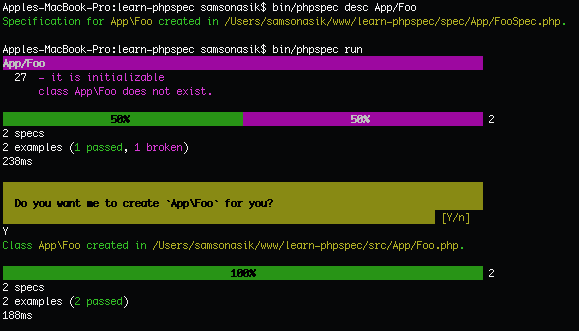 Apples-MacBook-Pro:learn-phpspec samsonasik$ bin/phpspec desc App/Foo
Specification for App\Foo created in /Users/samsonasik/www/learn-phpspec/spec/App/FooSpec.php.
Apples-MacBook-Pro:learn-phpspec samsonasik$ bin/phpspec run
App/Foo
27 - it is initializable
class App\Foo does not exist.
50% 50% 2
2 specs
2 examples (1 passed, 1 broken)
238ms
Do you want me to create `App\Foo` for you?
[Y/n]
Y
Class App\Foo created in /Users/samsonasik/www/learn-phpspec/src/App/Foo.php.
100% 2
2 specs
2 examples (2 passed)
188ms